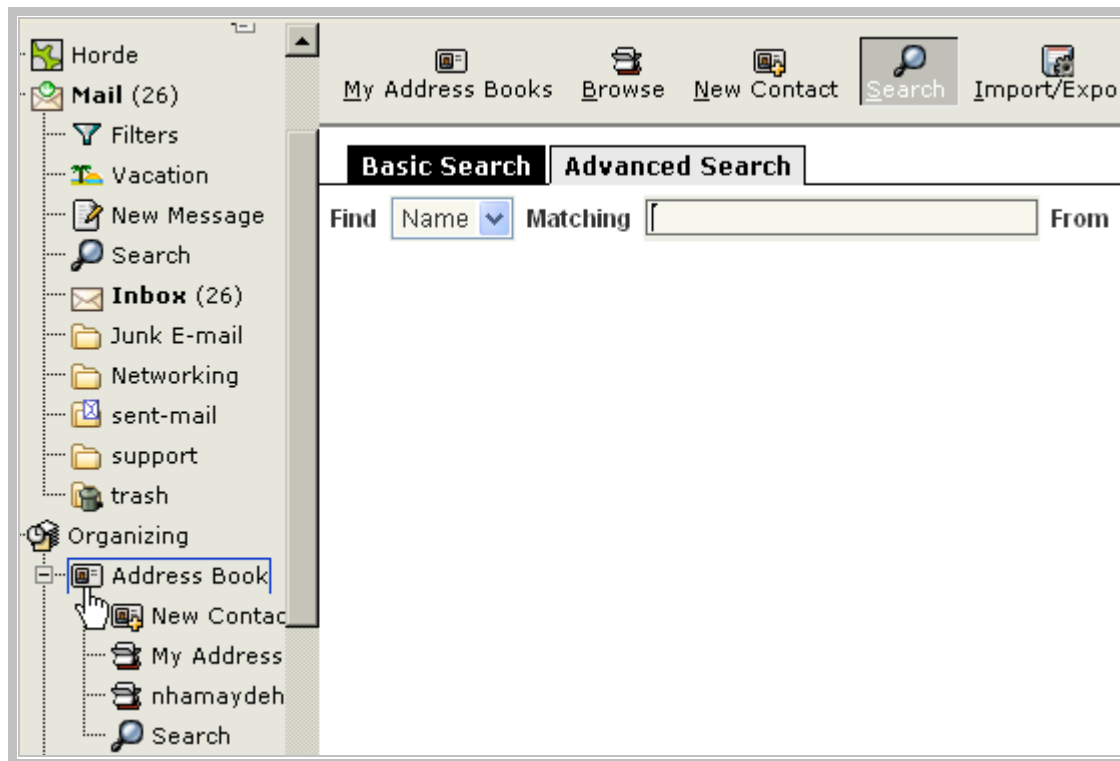 Horde
Mail (26)
Filters
Vacation
New Message
Search
Inbox (26)
Junk E-mail
Networking
sent-mail
support
trash
Organizing
Address Book
New Contac
My Address
nhamaydeh
Search
My Address Books Browse New Contact Search Import/Expo
Basic Search Advanced Search
Find Name Matching From